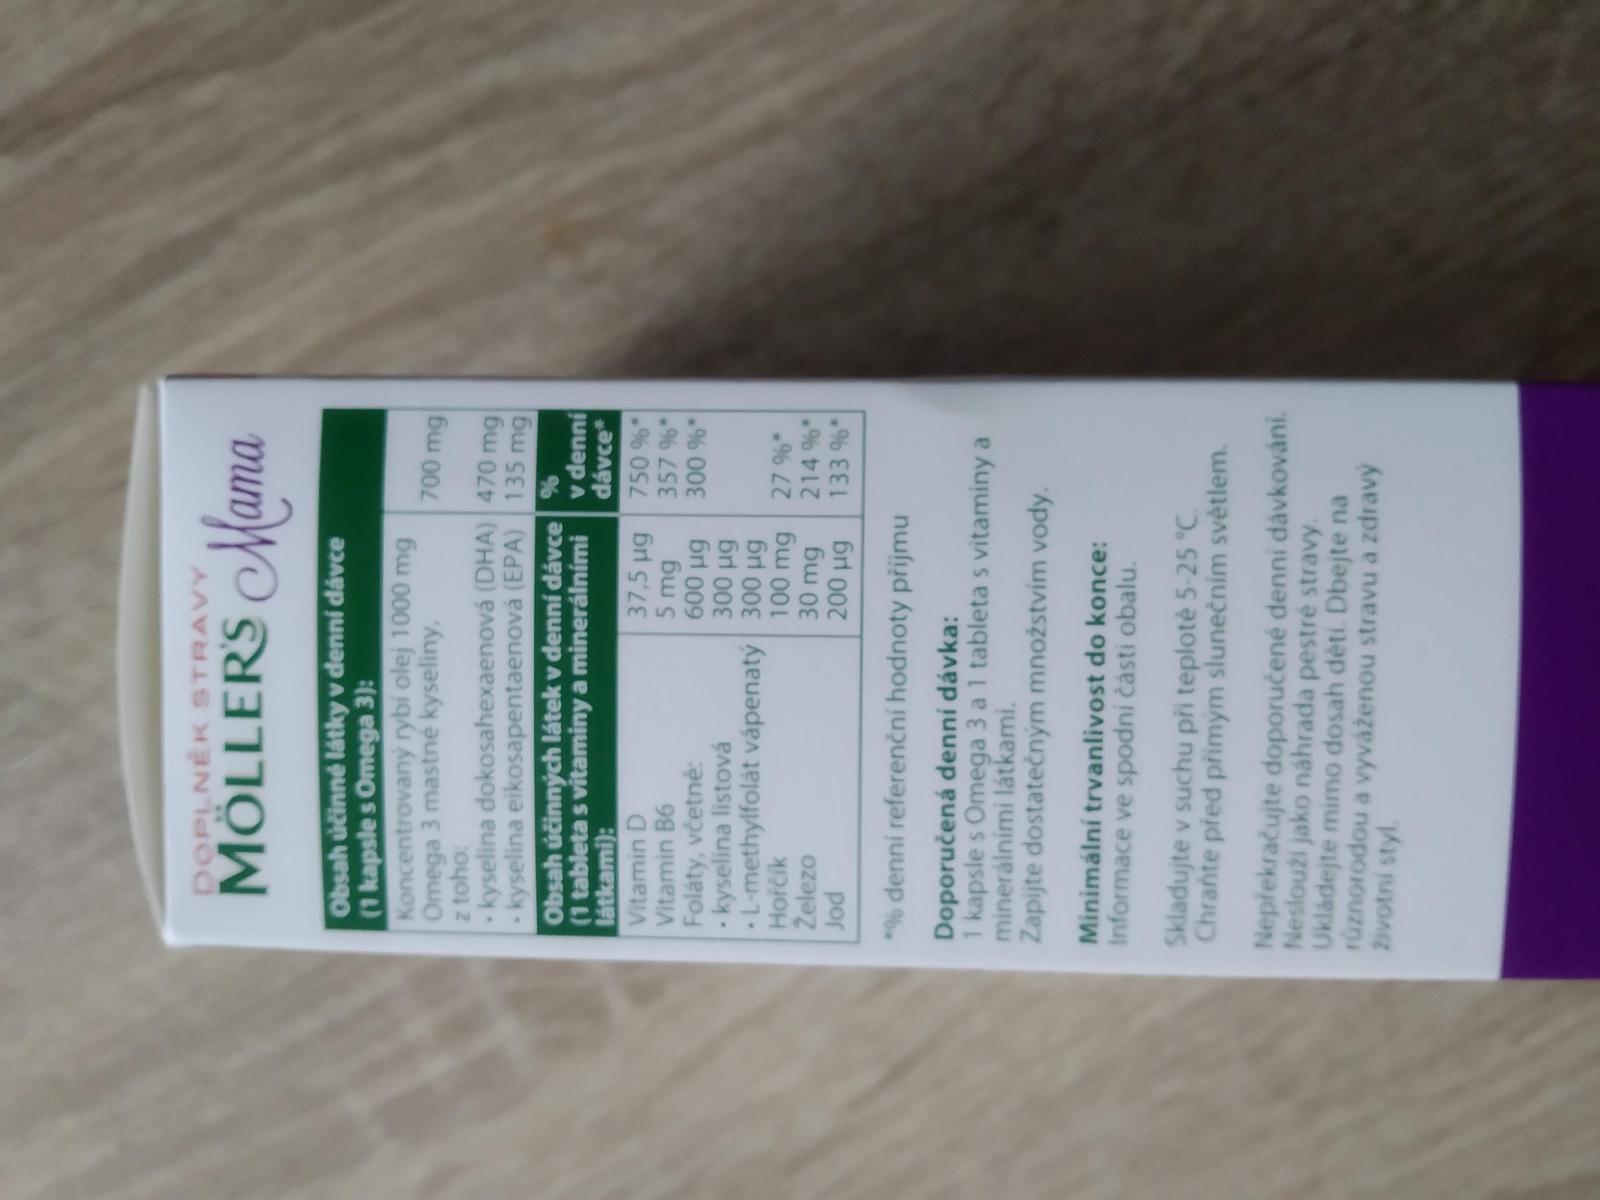 DOPLNĚK STRAVY
MÖLLER'S Mama
Obsah účinné látky v denní dávce
(1 kapsle s Omega 3):
Koncentrovaný rybí olej 1000 mg
Omega 3 mastné kyseliny, 700 mg
z toho:
• kyselina dokosahexaenová (DHA) 470 mg
• kyselina eikosapentaenová (EPA) 135 mg
Obsah účinných látek v denní dávce %
(1 tableta s vitaminy a minerálními v denní
látkami): dávce*
Vitamin D 37,5 µg 750 %*
Vitamin B6 5 mg 357 %*
Foláty, včetně: 600 µg 300 %*
• kyselina listová 300 µg
• L-methylfolát vápenatý 300 µg
Hořčík 100 mg 27 %*
Železo 30 mg 214 %*
Jod 200 µg 133 %*
*% denní referenční hodnoty příjmu
Doporučená denní dávka:
1 kapsle s Omega 3 a 1 tableta s vitaminy a
minerálními látkami.
Zapijte dostatečným množstvím vody.
Minimální trvanlivost do konce:
Informace ve spodní části obalu.
Skladujte v suchu při teplotě 5-25 °C.
Chraňte před přímým slunečním světlem.
Nepřekračujte doporučené denní dávkování.
Neslouží jako náhrada pestré stravy.
Ukládejte mimo dosah dětí. Dbejte na
různorodou a vyváženou stravu a zdravý
životní styl.